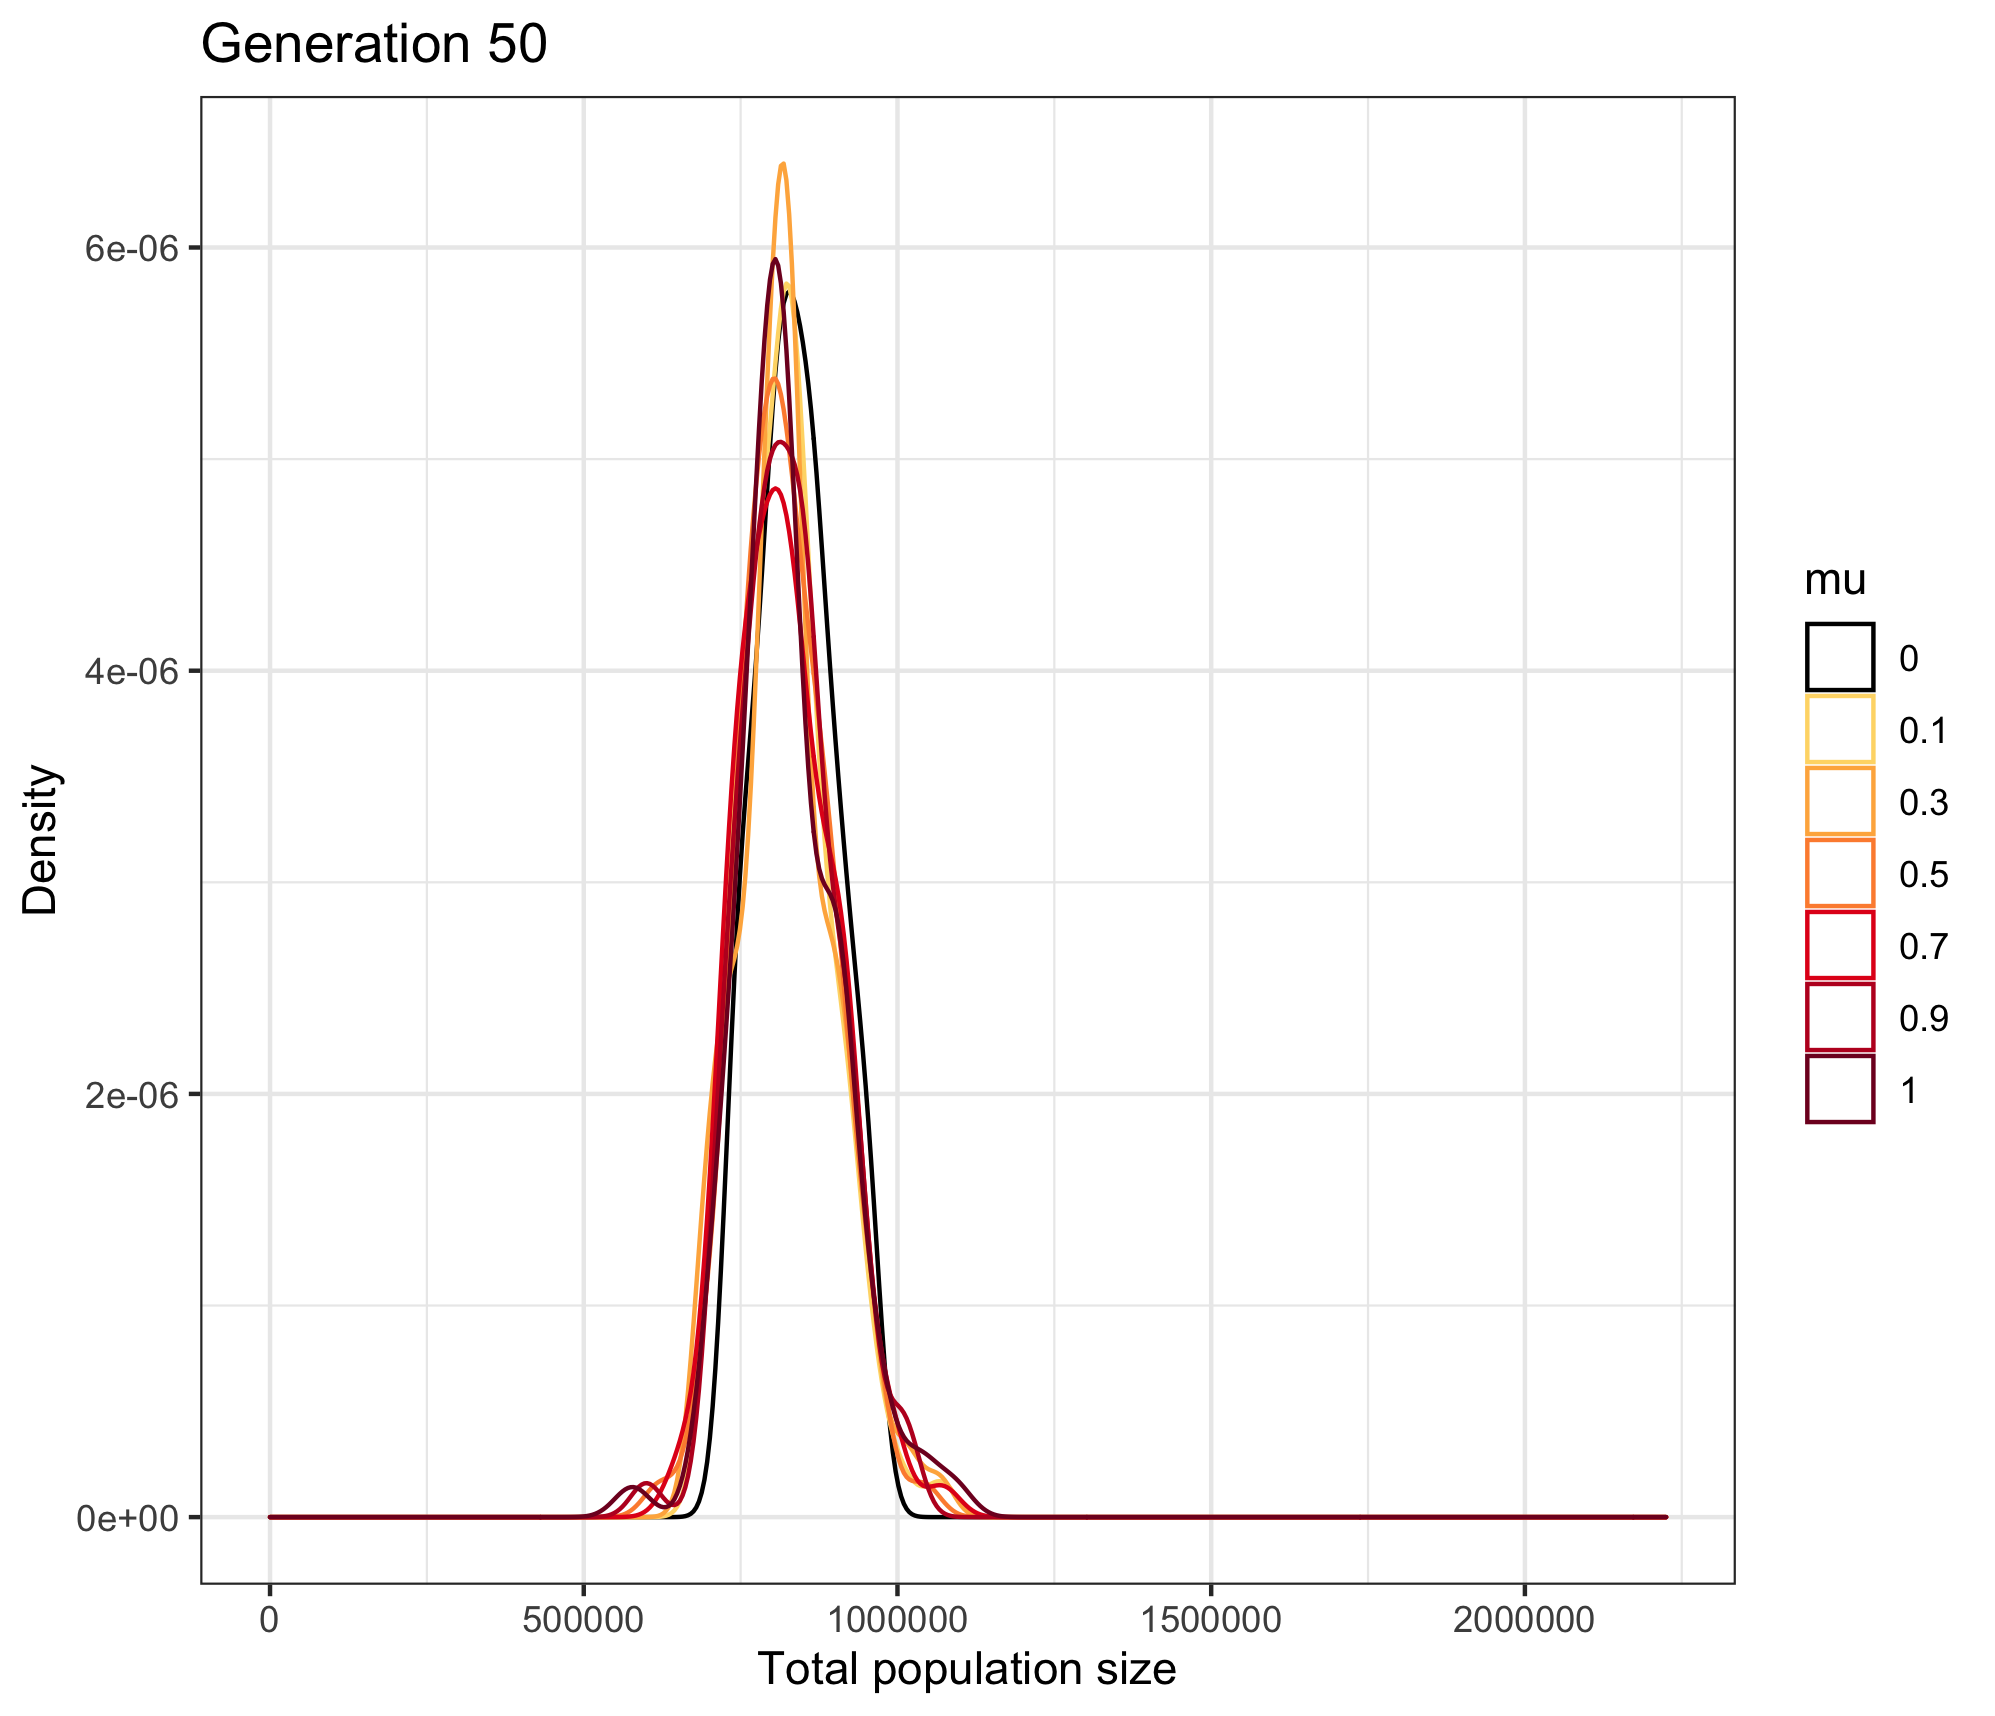 Generation 50
6e-06
4e-06
2e-06
0e+00
Density
0
500000
1000000
1500000
2000000
Total population size
mu
0
0.1
0.3
0.5
0.7
0.9
1